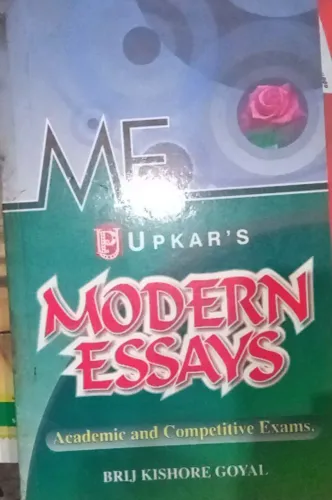 ME
UPKAR'S
MODERN
ESSAYS
Academic and Competitive Exams.
BRIJ KISHORE GOYAL